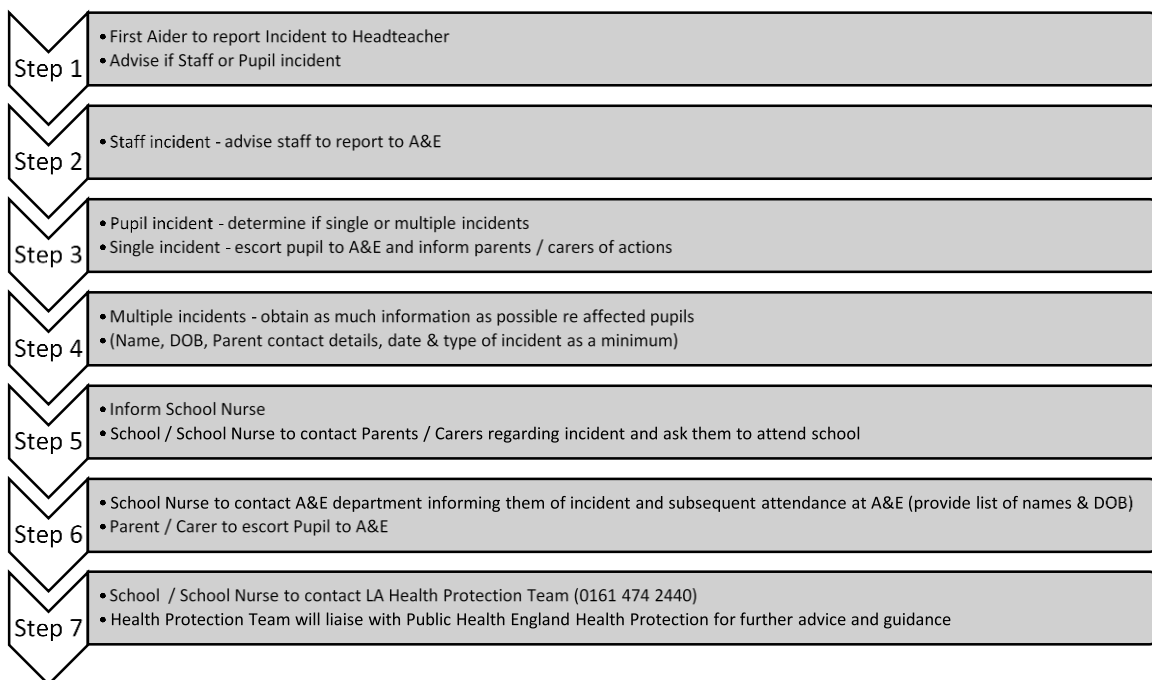 Step 1
• First Aider to report Incident to Headteacher
• Advise if Staff or Pupil incident
Step 2
• Staff incident - advise staff to report to A&E
Step 3
• Pupil incident - determine if single or multiple incidents
• Single incident - escort pupil to A&E and inform parents / carers of actions
Step 4
• Multiple incidents - obtain as much information as possible re affected pupils
• (Name, DOB, Parent contact details, date & type of incident as a minimum)
Step 5
• Inform School Nurse
• School / School Nurse to contact Parents / Carers regarding incident and ask them to attend school
Step 6
• School Nurse to contact A&E department informing them of incident and subsequent attendance at A&E (provide list of names & DOB)
• Parent / Carer to escort Pupil to A&E
Step 7
• School / School Nurse to contact LA Health Protection Team (0161 474 2440)
• Health Protection Team will liaise with Public Health England Health Protection for further advice and guidance